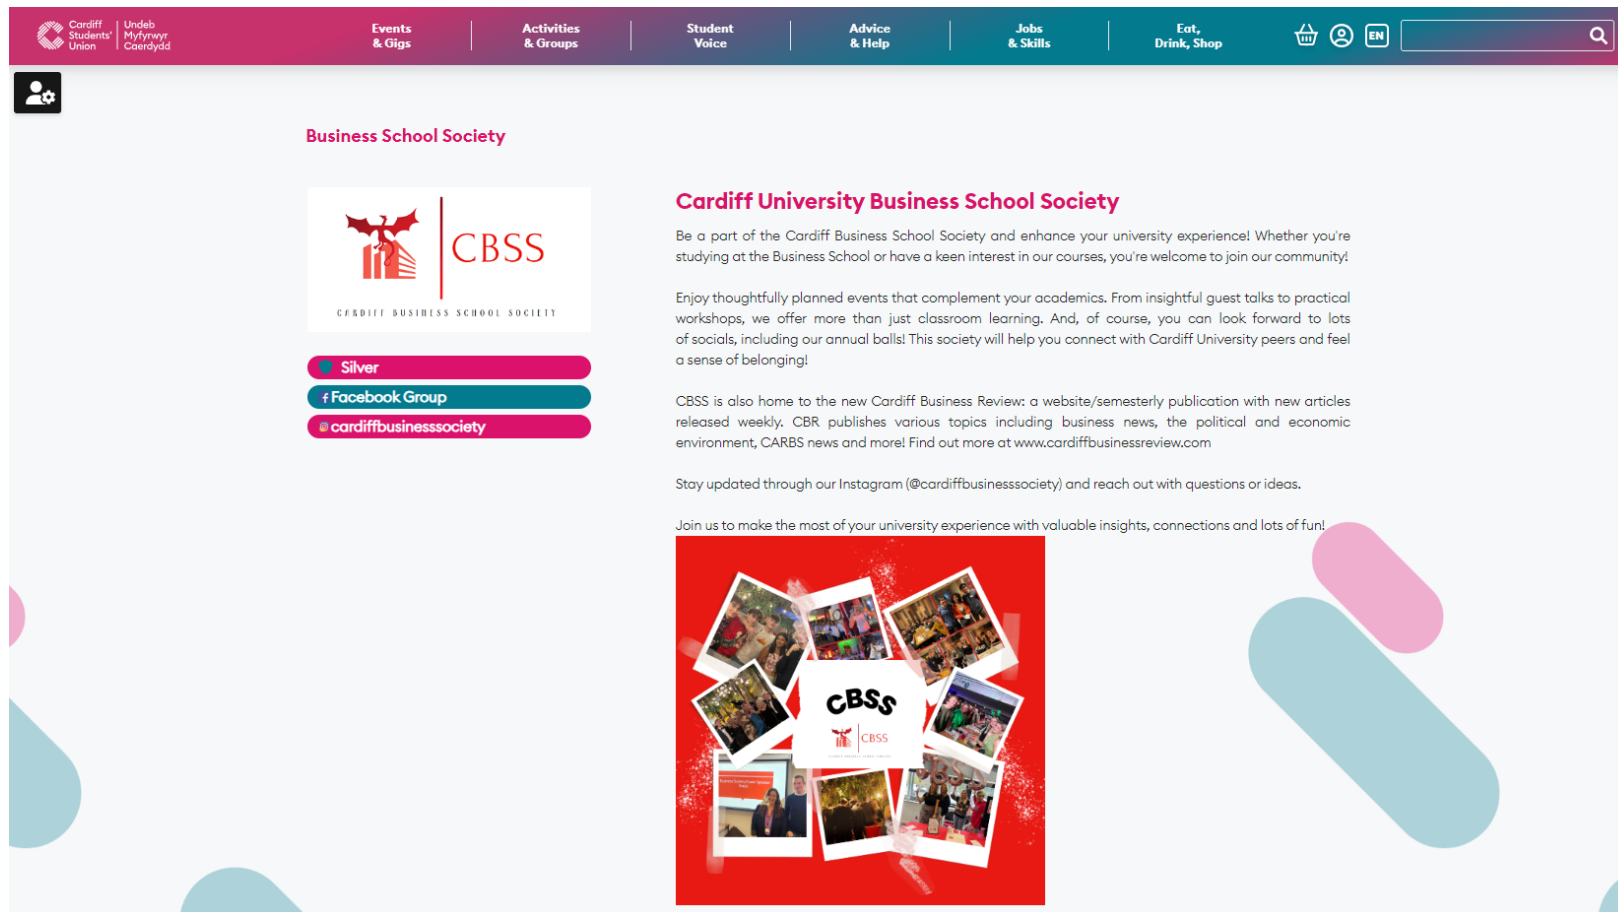 Cardiff
Students'
Union
Undeb
Myfyrwyr
Caerdydd
Events
& Gigs
Activities
& Groups
Student
Voice
Advice
& Help
Jobs
& Skills
Eat,
Drink, Shop
EN
Business School Society
CBSS
CARDIFF BUSINESS SCHOOL SOCIETY
Silver
Facebook Group
cardiffbusinesssociety
Cardiff University Business School Society
Be a part of the Cardiff Business School Society and enhance your university experience! Whether you're
studying at the Business School or have a keen interest in our courses, you're welcome to join our community!
Enjoy thoughtfully planned events that complement your academics. From insightful guest talks to practical
workshops, we offer more than just classroom learning. And, of course, you can look forward to lots
of socials, including our annual balls! This society will help you connect with Cardiff University peers and feel
a sense of belonging!
CBSS is also home to the new Cardiff Business Review: a website/semesterly publication with new articles
released weekly. CBR publishes various topics including business news, the political and economic
environment, CARBS news and more! Find out more at www.cardiffbusinessreview.com
Stay updated through our Instagram (@cardiffbusinesssociety) and reach out with questions or ideas.
Join us to make the most of your university experience with valuable insights, connections and lots of fun!
CBSS
CBSS